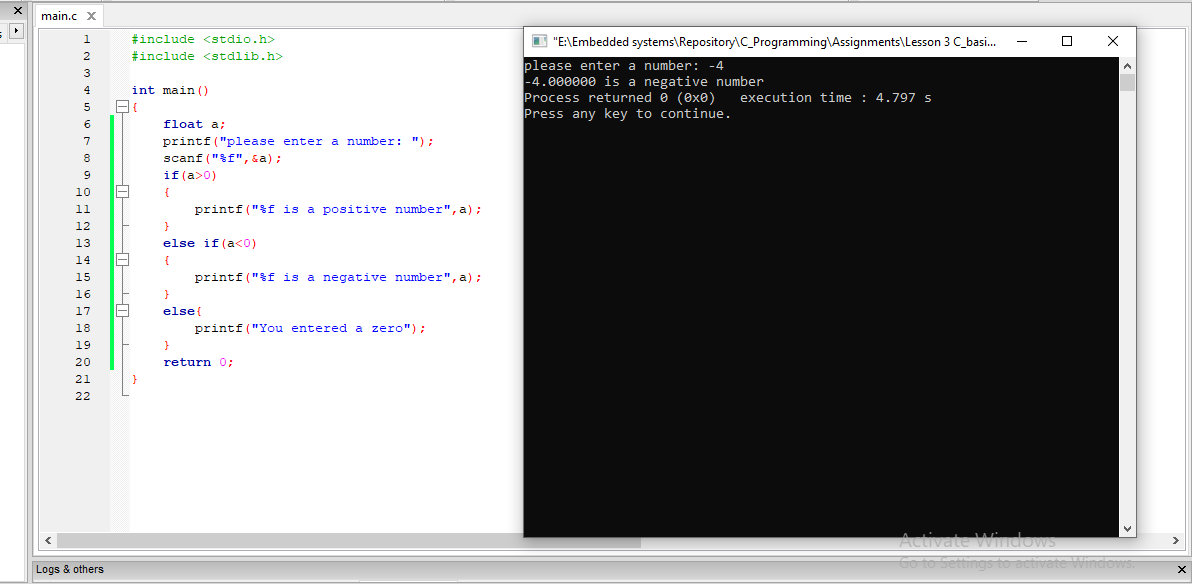 main.c
1 #include <stdio.h>
2 #include <stdlib.h>
3
4 int main()
5 {
6 float a;
7 printf("please enter a number: ");
8 scanf("%f",&a);
9 if(a>0)
10 {
11 printf("%f is a positive number",a);
12 }
13 else if(a<0)
14 {
15 printf("%f is a negative number",a);
16 }
17 else{
18 printf("You entered a zero");
19 }
20 return 0;
21 }
22
"E:\Embedded systems\Repository\C_Programming\Assignments\Lesson 3 C_basi...
please enter a number: -4
-4.000000 is a negative number
Process returned 0 (0x0)   execution time : 4.797 s
Press any key to continue.
Activate Windows
Go to Settings to activate Windows.
Logs & others